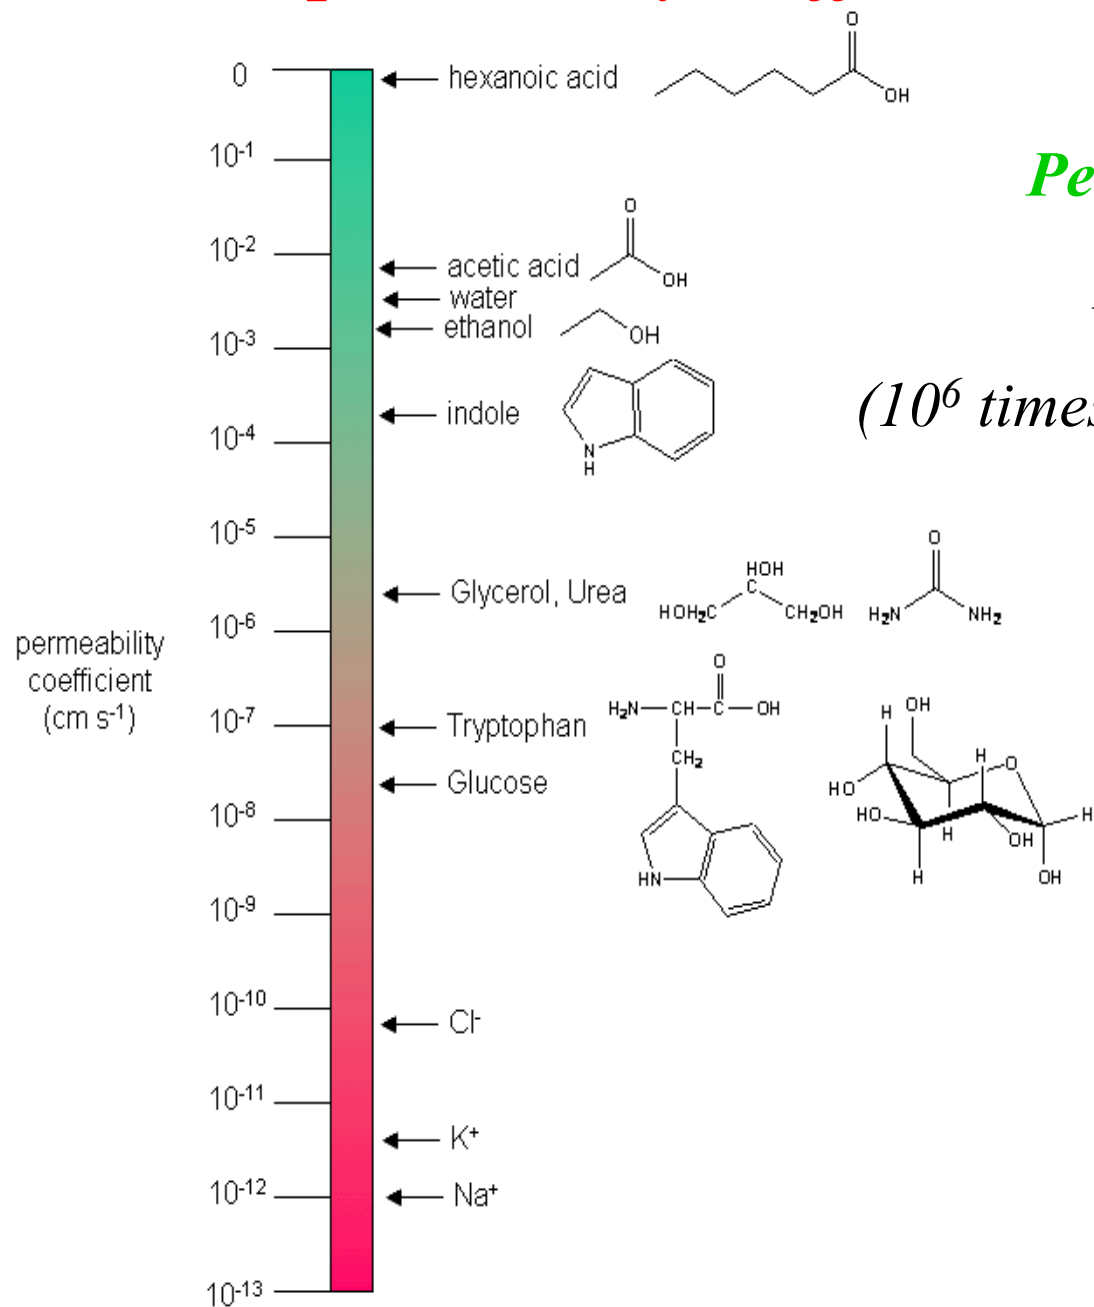 0
hexanoic acid
O
OH
10-1
Pe
10-2
O
acetic acid
OH
water
ethanol
OH
10-3
(10⁶ times
indole
10-4
N
H
10-5
O
Glycerol, Urea
HOH
C
HOH₂C
CH₂OH
H₂N
NH₂
10-6
permeability
coefficient
(cm s-1)
10-7
Tryptophan
O
H₂N
CH
C
OH
CH₂
HN
Glucose
H
OH
H
O
HO
HO
H
OH
H
H
OH
10-8
10-9
10-10
Cl-
10-11
K+
10-12
Na+
10-13